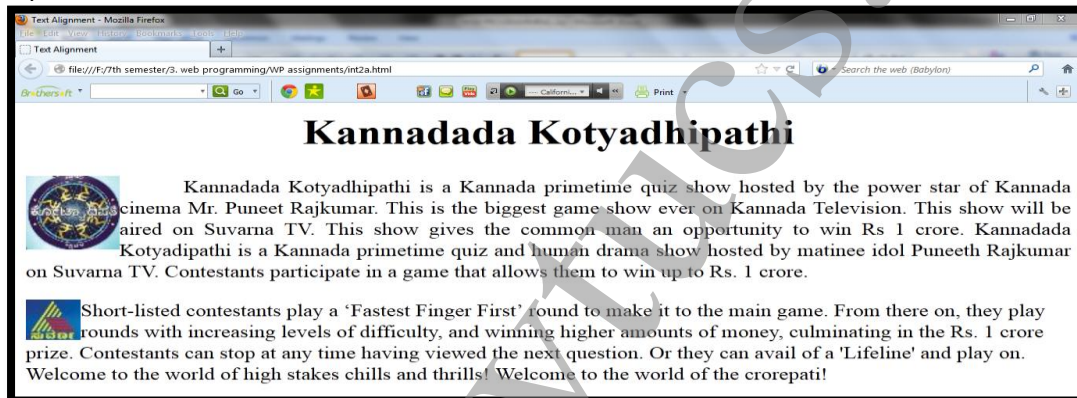 Text Alignment - Mozilla Firefox
File Edit View History Bookmarks Tools Help
Text Alignment
file:///F:/7th semester/3. web programming/WP assignments/int2a.html
Search the web (Babylon)
Go
Californi...
Print
Kannadada Kotyadhipathi
Kannadada Kotyadhipathi is a Kannada primetime quiz show hosted by the power star of Kannada
cinema Mr. Puneet Rajkumar. This is the biggest game show ever on Kannada Television. This show will be
aired on Suvarna TV. This show gives the common man an opportunity to win Rs 1 crore. Kannadada
Kotyadipathi is a Kannada primetime quiz and human drama show hosted by matinee idol Puneeth Rajkumar
on Suvarna TV. Contestants participate in a game that allows them to win up to Rs. 1 crore.
Short-listed contestants play a ‘Fastest Finger First’ round to make it to the main game. From there on, they play
rounds with increasing levels of difficulty, and winning higher amounts of money, culminating in the Rs. 1 crore
prize. Contestants can stop at any time having viewed the next question. Or they can avail of a 'Lifeline' and play on.
Welcome to the world of high stakes chills and thrills! Welcome to the world of the crorepati!
vtucs.